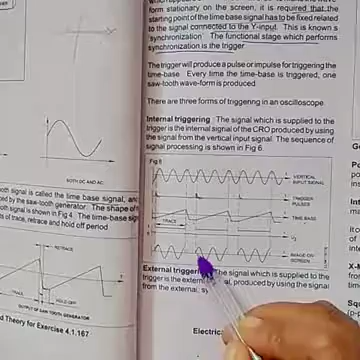 form stationary on the screen, it is required that the
starting point of the time base signal has to be fixed related
to the signal connected to the Y-input. This is known's
'synchronization' The functional stage which performs
synchronization is the trigger
The trigger will produce a pulse or impulse for triggering the
time-base. Every time the time-base is triggered, one
saw-tooth wave-form is produced
There are three forms of triggering in an oscilloscope.
Internal triggering : The signal which is supplied to the
trigger is the internal signal of the CRO produced by using
the signal from the vertical input signal. The sequence of
signal processing is shown in Fig 6.
Fig 6
VERTICAL
INPUT SIGNAL
TRIGGER
PULSES
TIME BASE
TRACE
IMAGE ON
SCREEN
External triggering : The signal which is supplied to the
trigger is the external , produced by using the signal
from the external
Electrical
BOTH DC AND AC
oth signal is called the time base signal, and
ced by the saw-tooth generator. The shape of
oth signal is shown in Fig 4. The time-base sig
ts of trace, retrace and hold off period
RETRACE
TRACE
HOLD OFF
OUTPUT OF SAW TOOTH GENERATOR
d Theory for Exercise 4.1.167